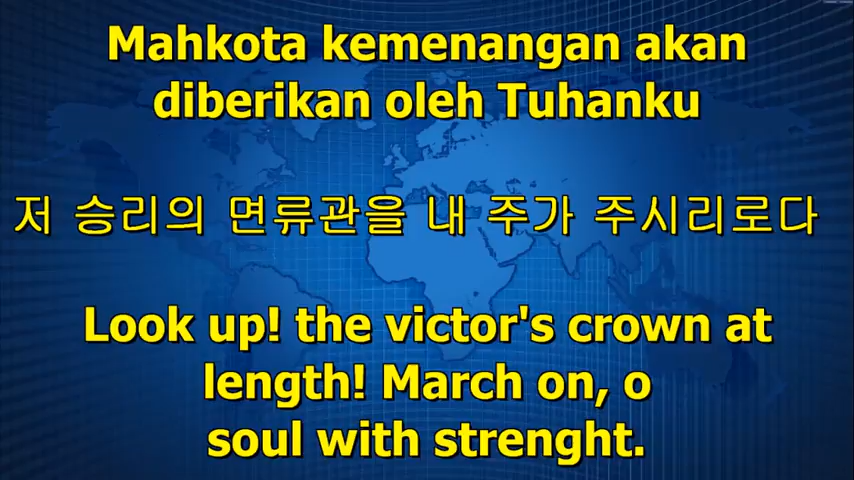 Mahkota kemenangan akan
diberikan oleh Tuhanku
저 승리의 면류관을 내 주가 주시리로다
Look up! the victor's crown at
length! March on, o
soul with strenght.